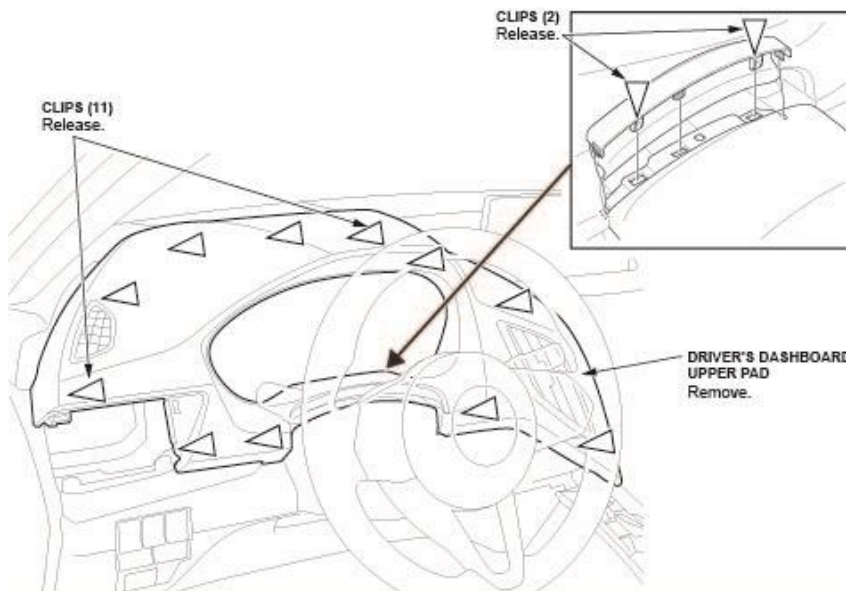 CLIPS (2)
Release.
CLIPS (11)
Release.
DRIVER'S DASHBOARD
UPPER PAD
Remove.